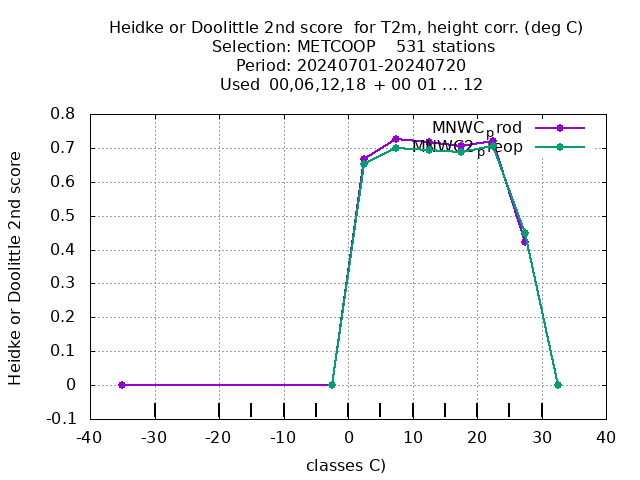 Heidke or Doolittle 2nd score  for T2m, height corr. (deg C)
Selection: METCOOP    531 stations
Period: 20240701-20240720
Used  00,06,12,18  + 00 01 ... 12
Heidke or Doolittle 2nd score
0.8
0.7
0.6
0.5
0.4
0.3
0.2
0.1
0
-0.1
MNWC_prod
MNWC2_preop
-40 -30 -20 -10 0 10 20 30 40
classes C)